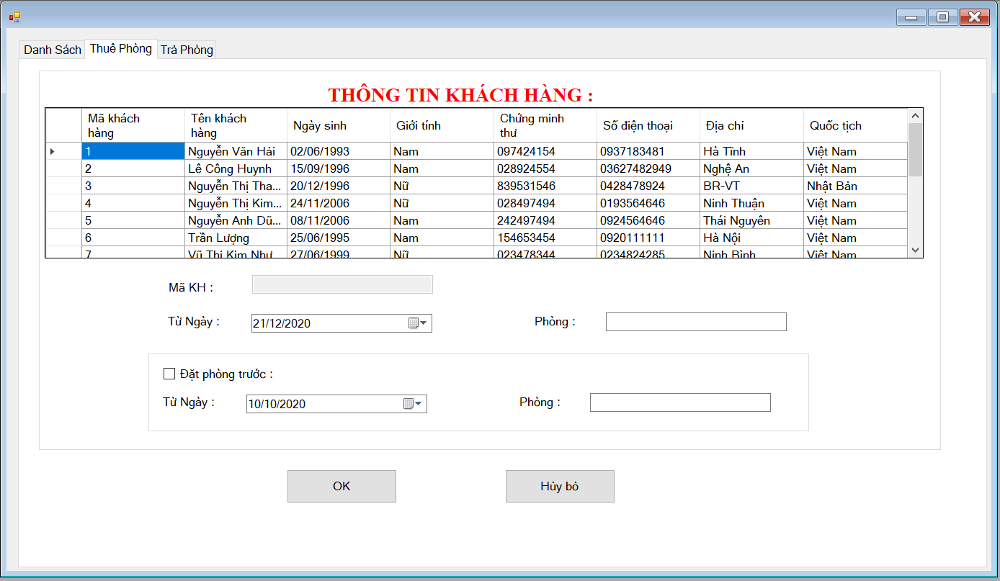 Danh Sách Thuê Phòng Trả Phòng
THÔNG TIN KHÁCH HÀNG :
Mã khách hàng Tên khách hàng Ngày sinh Giới tính Chứng minh thư Số điện thoại Địa chỉ Quốc tịch
1 Nguyễn Văn Hải 02/06/1993 Nam 097424154 0937183481 Hà Tĩnh Việt Nam
2 Lê Công Huynh 15/09/1996 Nam 028924554 03627482949 Nghệ An Việt Nam
3 Nguyễn Thị Tha... 20/12/1996 Nữ 839531546 0428478924 BR-VT Nhật Bản
4 Nguyễn Thị Kim... 24/11/2006 Nữ 028497494 0193564646 Ninh Thuận Việt Nam
5 Nguyễn Anh Dũ... 08/11/2006 Nam 242497494 0924564646 Thái Nguyên Việt Nam
6 Trần Lượng 25/06/1995 Nam 154653454 0920111111 Hà Nội Việt Nam
7 Vũ Thị Kim Như 27/06/1999 Nữ 023478344 0234824285 Ninh Bình Việt Nam
Mã KH :
Từ Ngày : 21/12/2020 Phòng :
Đặt phòng trước :
Từ Ngày : 10/10/2020 Phòng :
OK Hủy bỏ